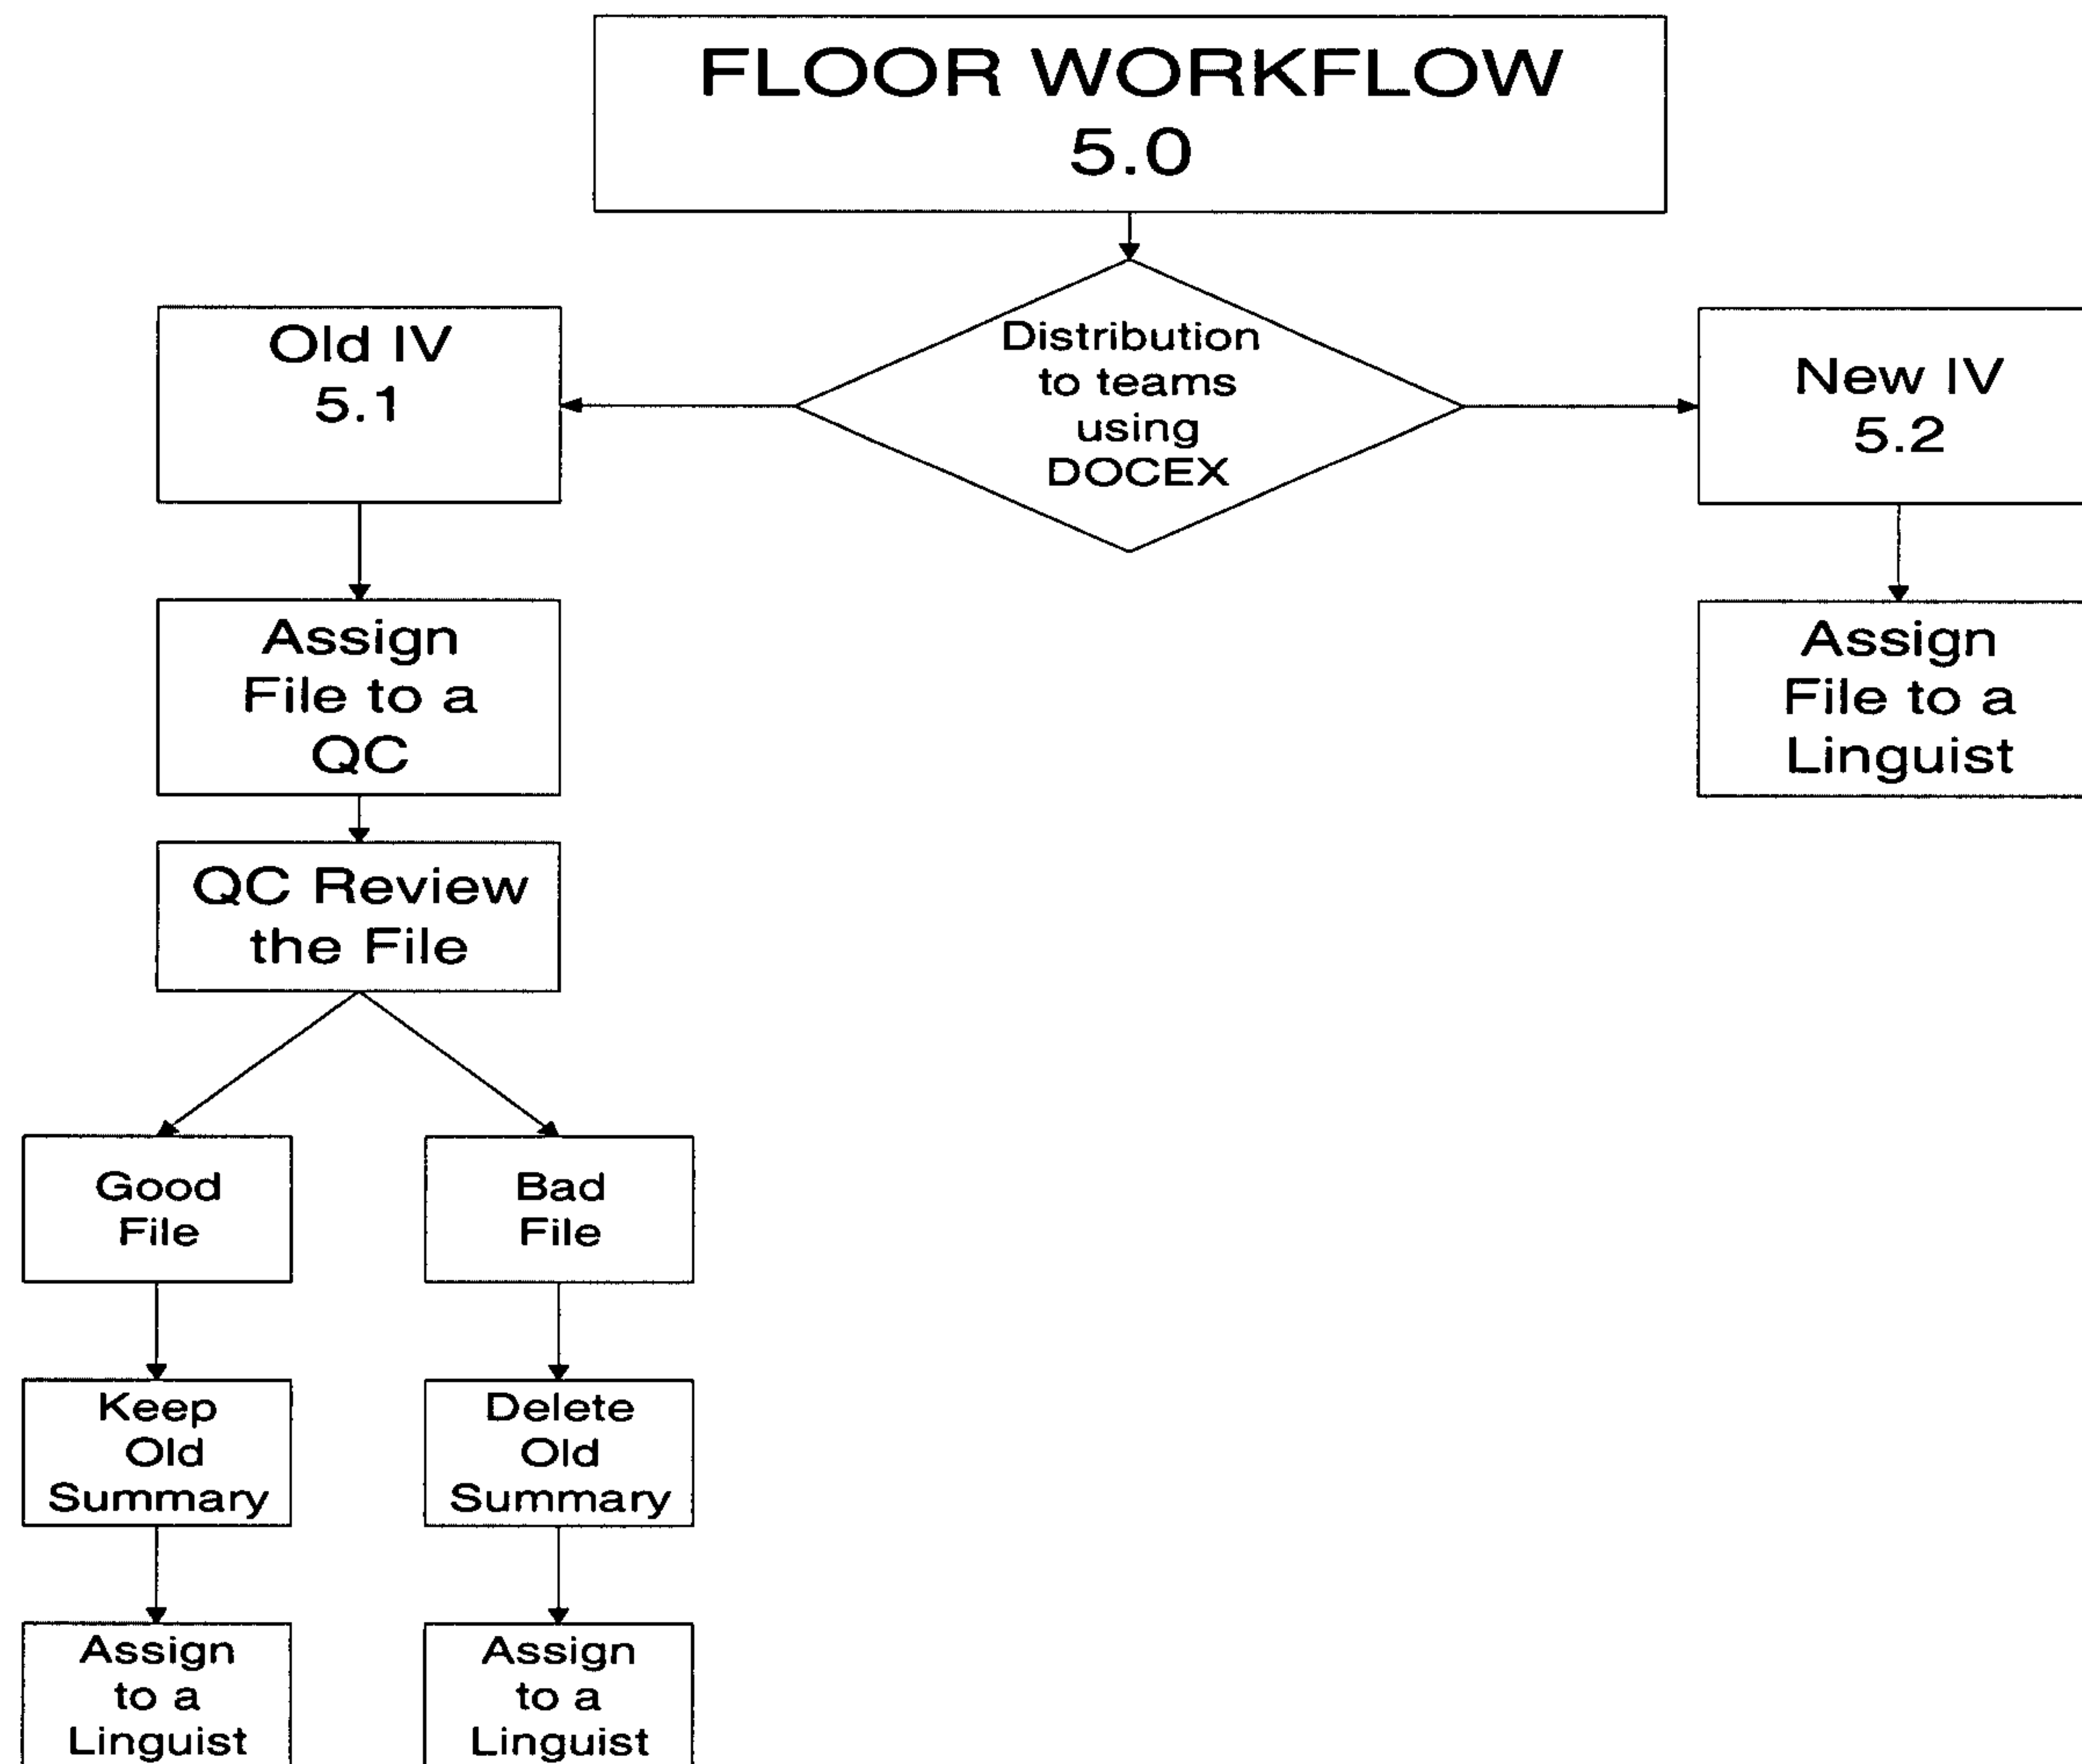 FLOOR WORKFLOW
5.0
Distribution
to teams
using
DOCEX
Old IV
5.1
New IV
5.2
Assign
File to a
QC
Assign
File to a
Linguist
QC Review
the File
Good
File
Bad
File
Keep
Old
Summary
Delete
Old
Summary
Assign
to a
Linguist
Assign
to a
Linguist